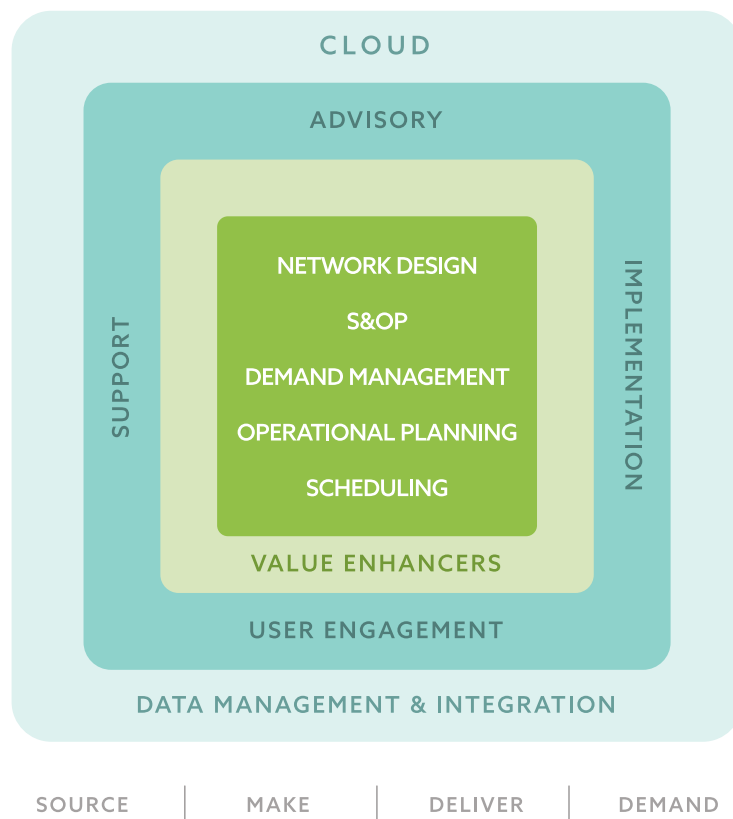 CLOUD
ADVISORY
NETWORK DESIGN
S&OP
DEMAND MANAGEMENT
OPERATIONAL PLANNING
SCHEDULING
SUPPORT
IMPLEMENTATION
VALUE ENHANCERS
USER ENGAGEMENT
DATA MANAGEMENT & INTEGRATION
SOURCE | MAKE | DELIVER | DEMAND